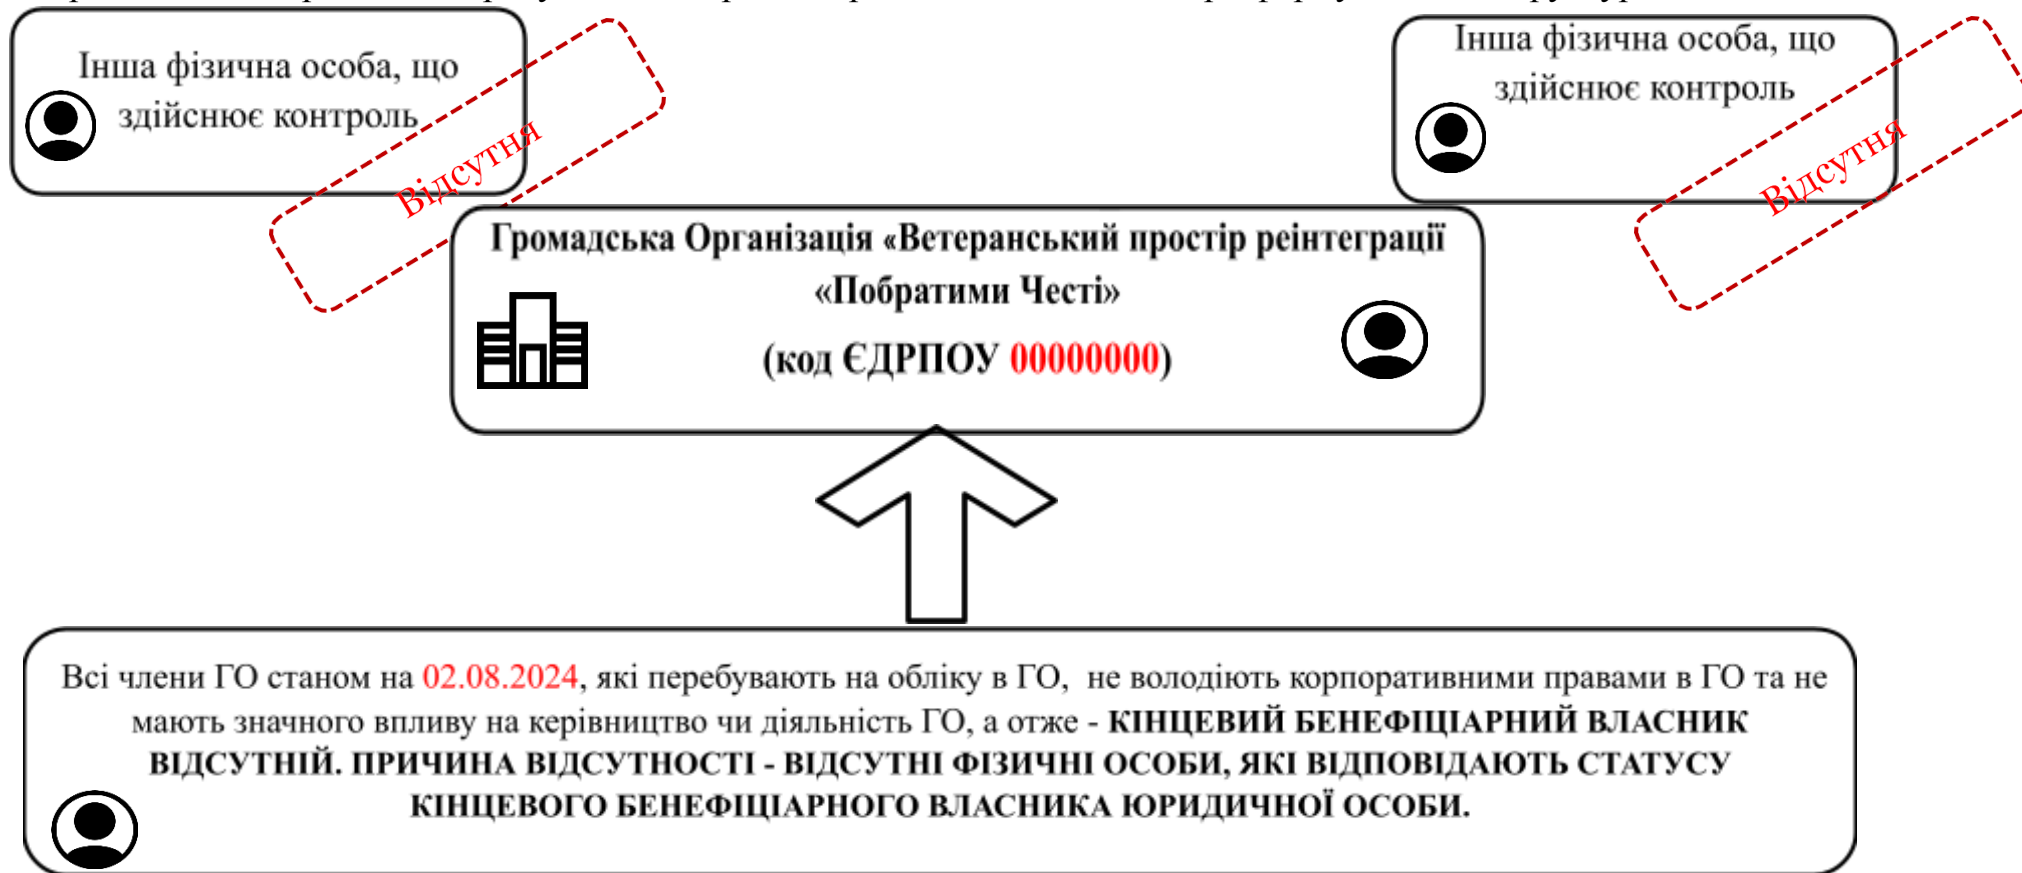 Інша фізична особа, що
здійснює контроль
Відсутня
Інша фізична особа, що
здійснює контроль
Відсутня
Громадська Організація «Ветеранський простір реінтеграції
«Побратими Честі»
(код ЄДРПОУ 00000000)
Всі члени ГО станом на 02.08.2024, які перебувають на обліку в ГО, не володіють корпоративними правами в ГО та не
мають значного впливу на керівництво чи діяльність ГО, а отже - КІНЦЕВИЙ БЕНЕФІЦІАРНИЙ ВЛАСНИК
ВІДСУТНІЙ. ПРИЧИНА ВІДСУТНОСТІ - ВІДСУТНІ ФІЗИЧНІ ОСОБИ, ЯКІ ВІДПОВІДАЮТЬ СТАТУСУ
КІНЦЕВОГО БЕНЕФІЦІАРНОГО ВЛАСНИКА ЮРИДИЧНОЇ ОСОБИ.